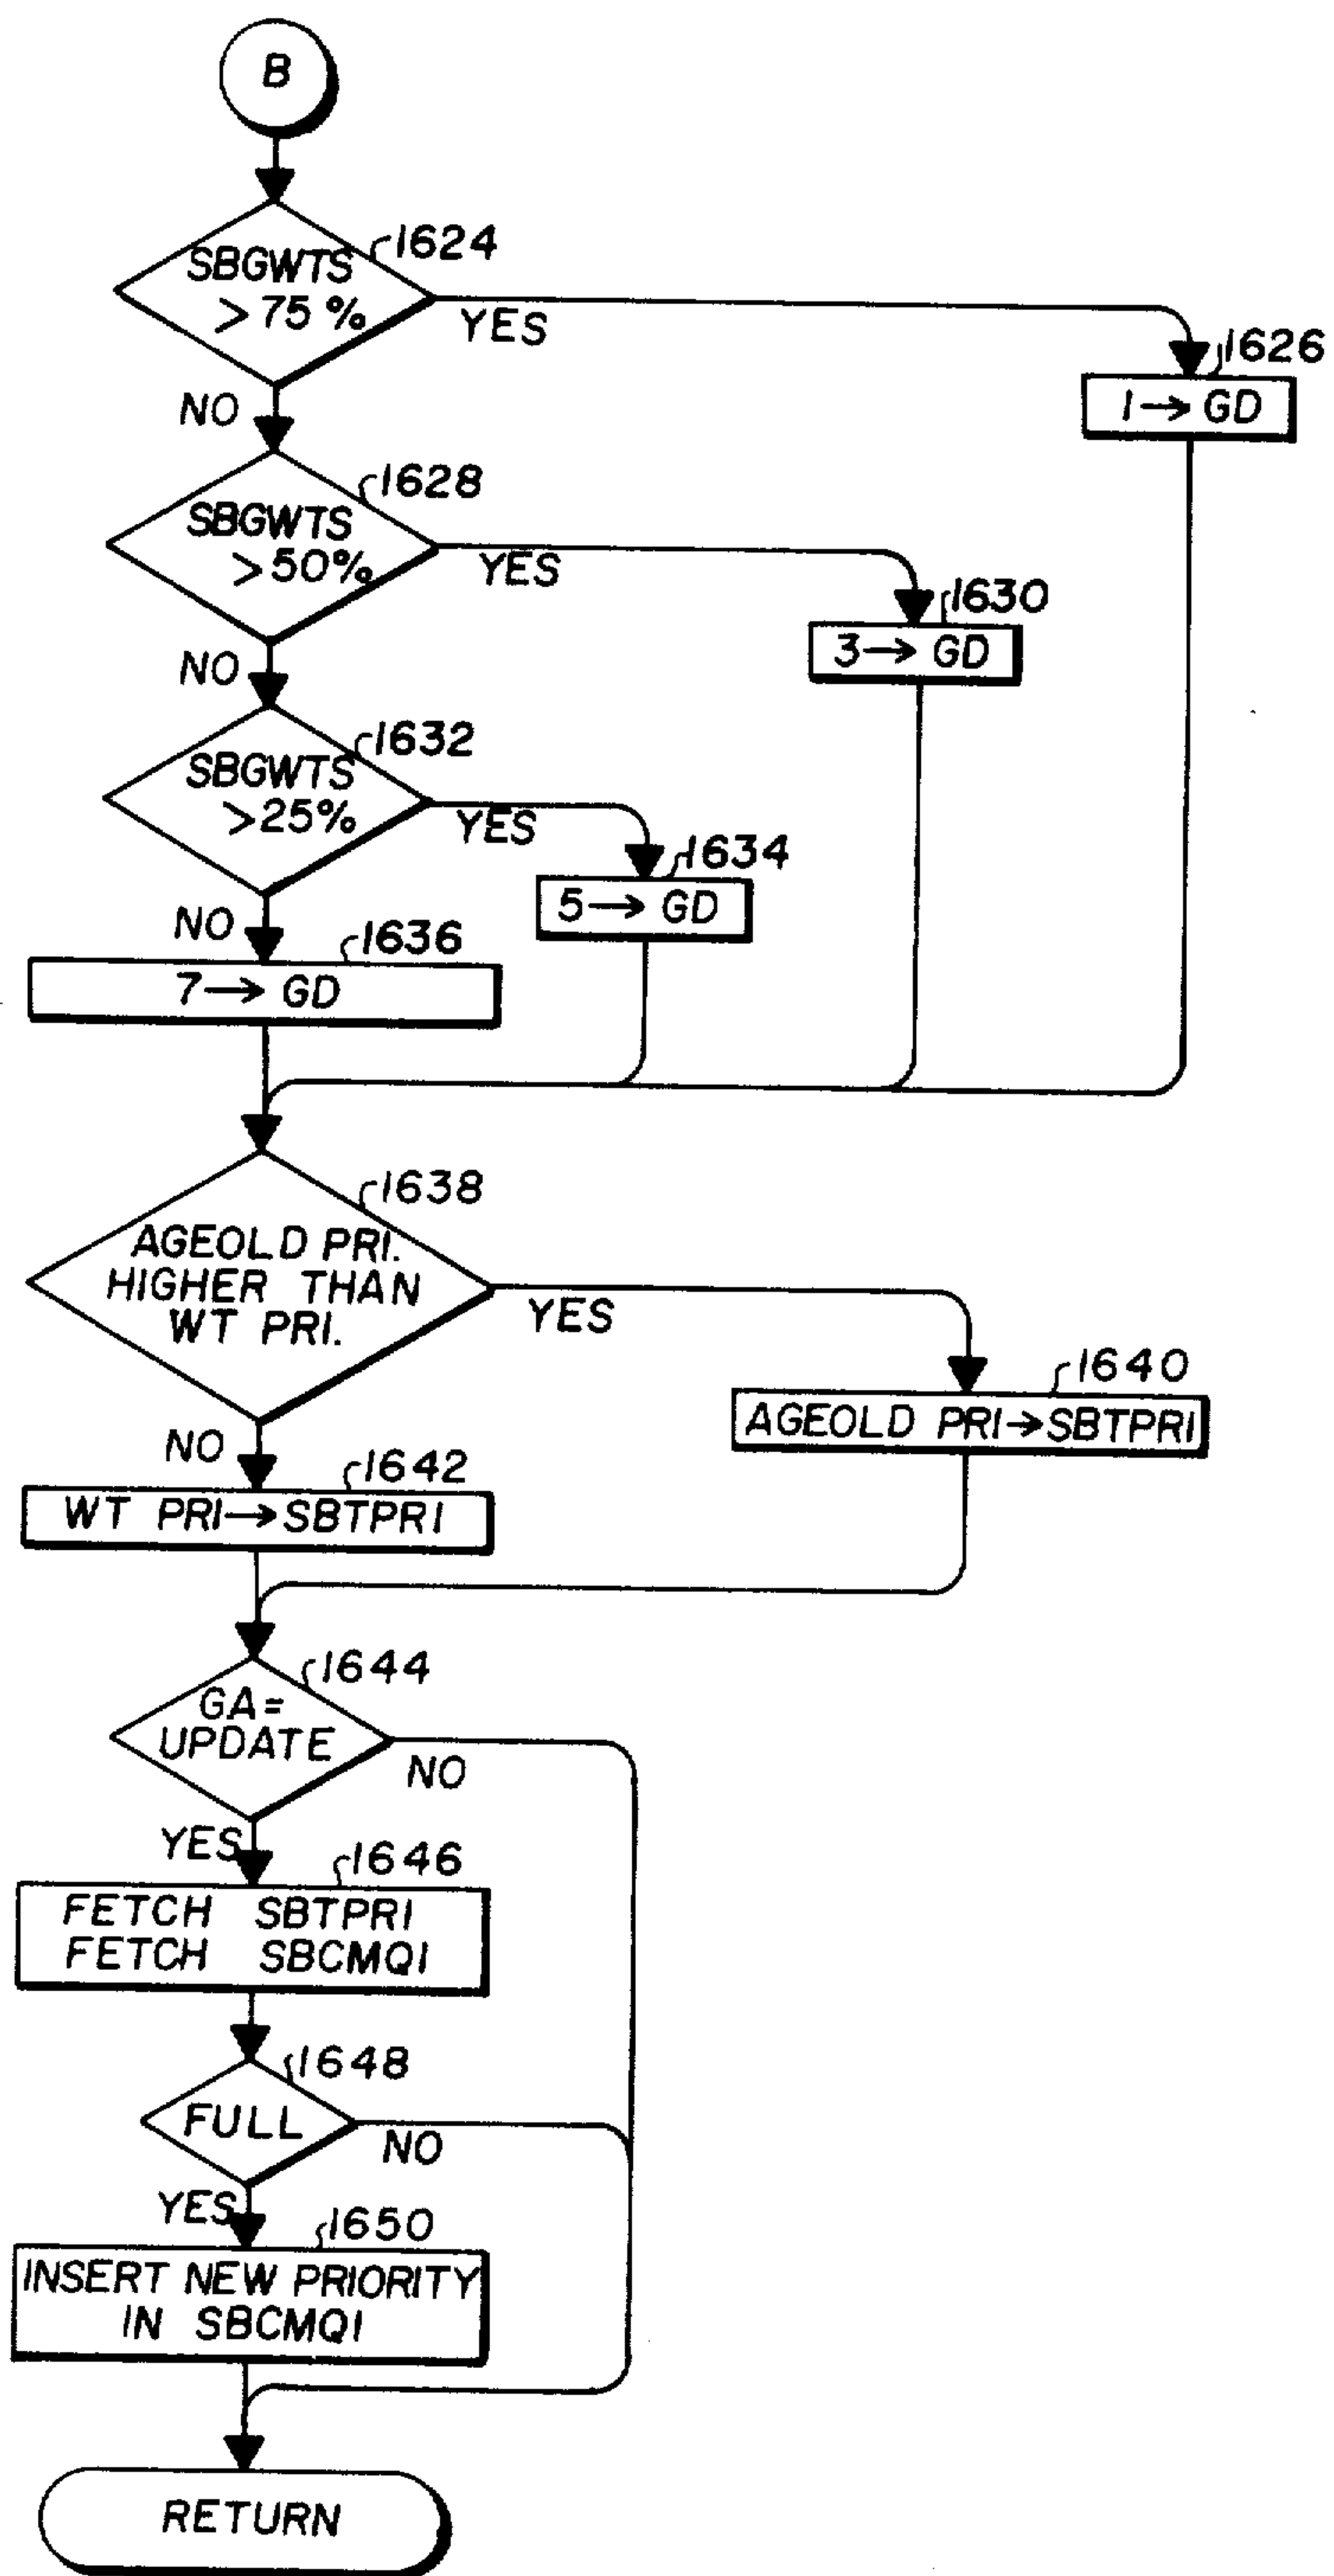 B
1624
SBGWTS
> 75 %
YES
1626
1→ GD
NO
1628
SBGWTS
>50%
YES
1630
3→ GD
NO
1632
SBGWTS
>25%
YES
1634
5→ GD
NO
1636
7→ GD
1638
AGEOLD PRI.
HIGHER THAN
WT PRI.
YES
1640
AGEOLD PRI→SBTPRI
NO
1642
WT PRI→SBTPRI
1644
GA=
UPDATE
NO
YES
1646
FETCH SBTPRI
FETCH SBCMQI
1648
FULL
NO
YES
1650
INSERT NEW PRIORITY
IN SBCMQI
RETURN